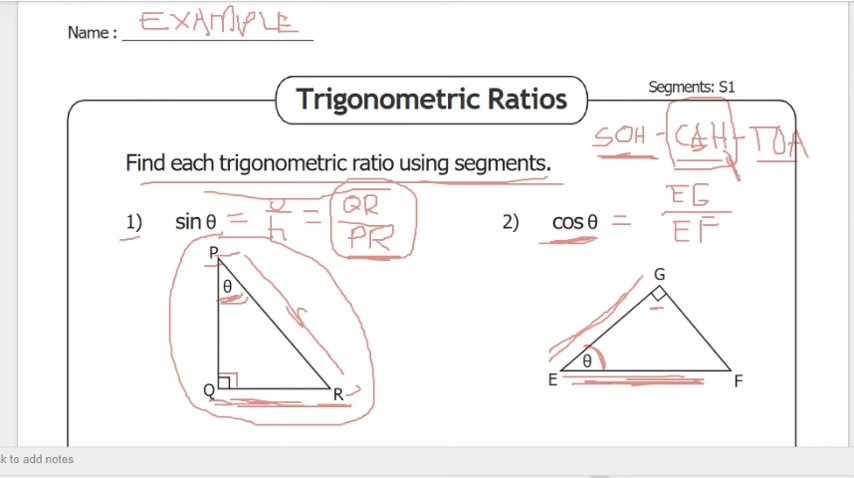 Name : EXAMPLE
Segments: S1
Trigonometric Ratios
SOH - CAH - TOA
Find each trigonometric ratio using segments.
1) sin θ = o/h = QR/PR
2) cos θ = EG/EF
P
θ
Q
R
G
θ
E
F
k to add notes